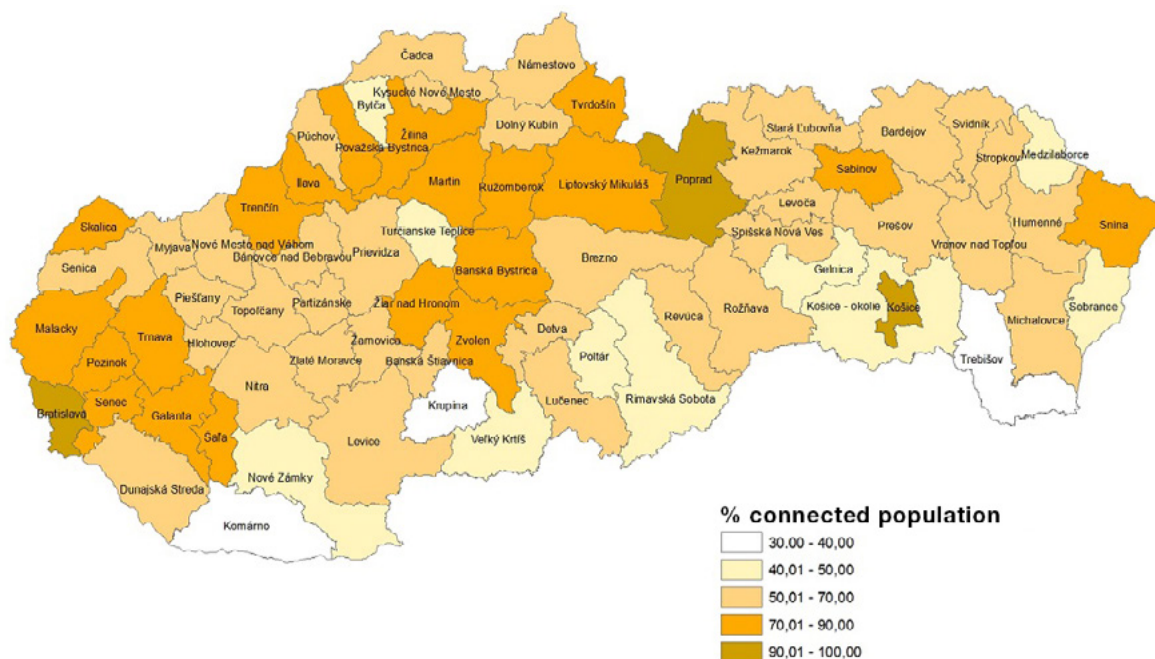 Čadca
Námestovo
Kysucké Nové Mesto
Bytča
Tvrdošín
Dolný Kubín
Púchov
Žilina
Považská Bystrica
Stará Ľubovňa
Bardejov
Svidník
Stropkov
Medzilaborce
Kežmarok
Sabinov
Ilava
Martin
Ružomberok
Liptovský Mikuláš
Poprad
Levoča
Trenčín
Prešov
Humenné
Snina
Skalica
Turčianske Teplice
Spišská Nová Ves
Vranov nad Topľou
Myjava
Nové Mesto nad Váhom
Bánovce nad Bebravou
Prievidza
Banská Bystrica
Brezno
Senica
Gelnica
Piešťany
Topoľčany
Partizánske
Žiar nad Hronom
Revúca
Rožňava
Košice - okolie
Košice
Sobrance
Malacky
Trnava
Hlohovec
Zlaté Moravce
Žarnovica
Banská Štiavnica
Zvolen
Detva
Michalovce
Pozinok
Poltár
Trebišov
Nitra
Bratislava
Senec
Galanta
Šaľa
Krupina
Lučenec
Rimavská Sobota
Levice
Veľký Krtíš
Dunajská Streda
Nové Zámky
Komárno
% connected population
30.00 - 40,00
40,01 - 50,00
50,01 - 70,00
70,01 - 90,00
90,01 - 100,00